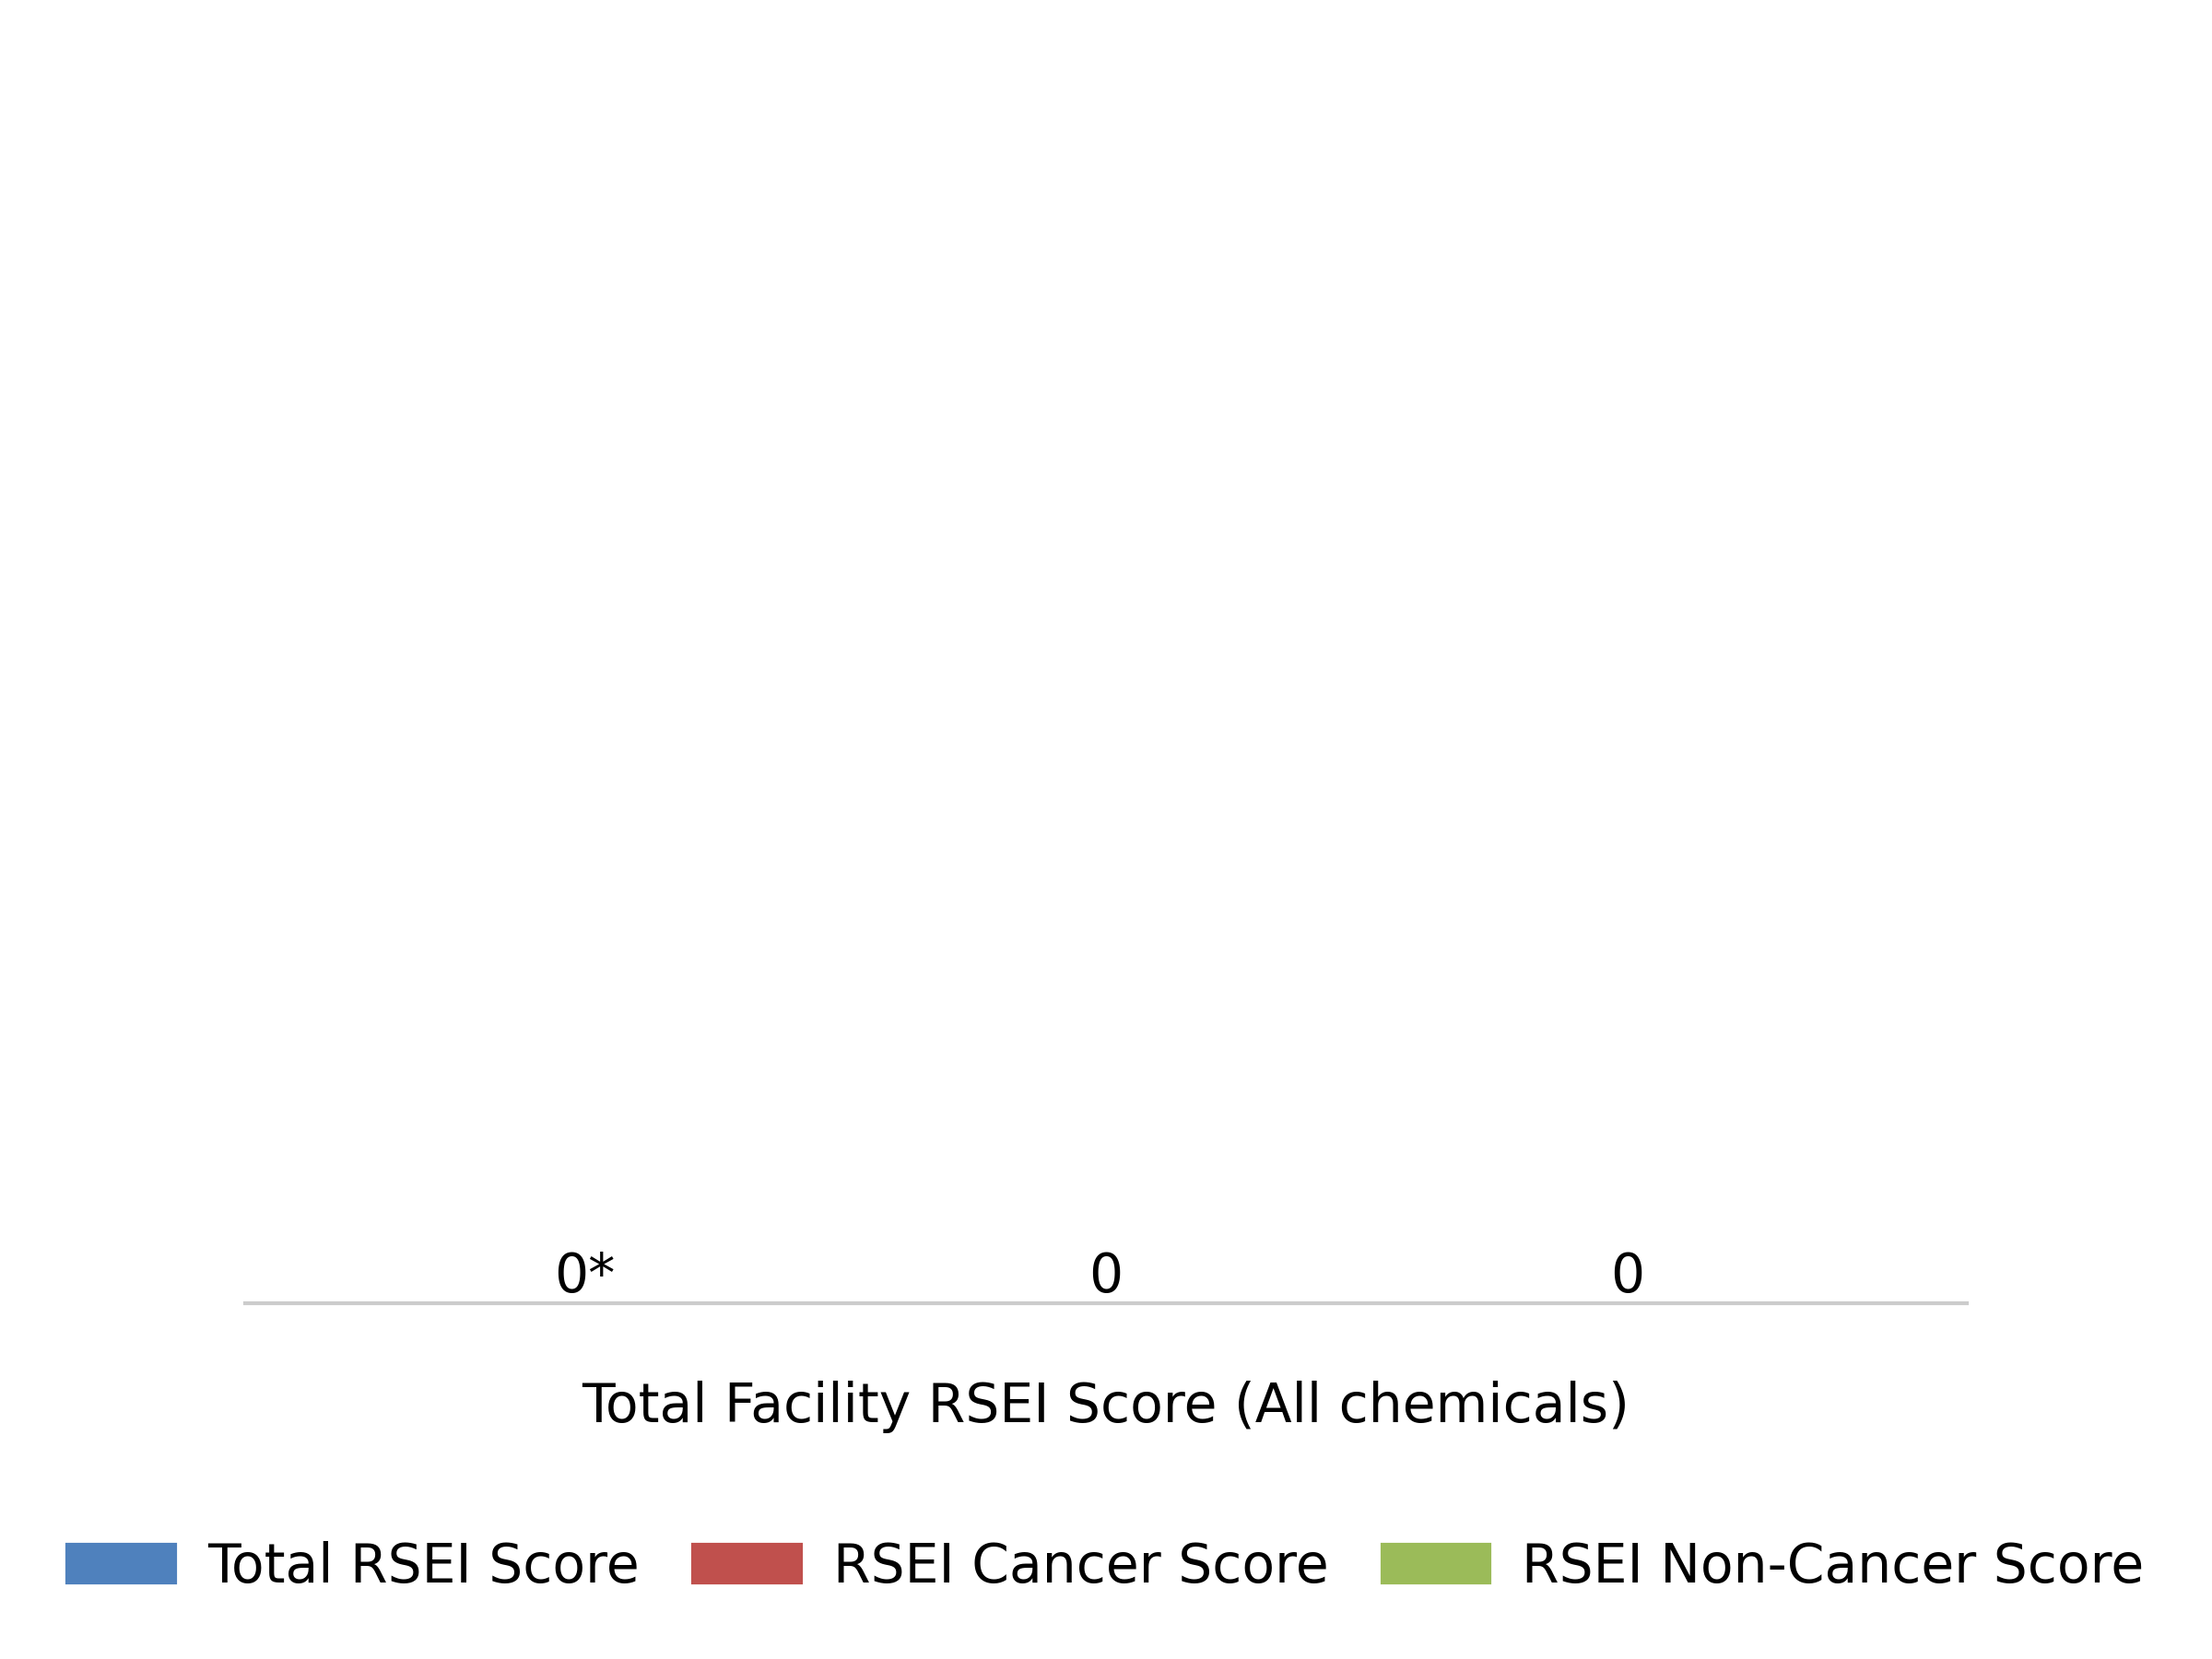 0* 0 0
Total Facility RSEI Score (All chemicals)
Total RSEI Score RSEI Cancer Score RSEI Non-Cancer Score